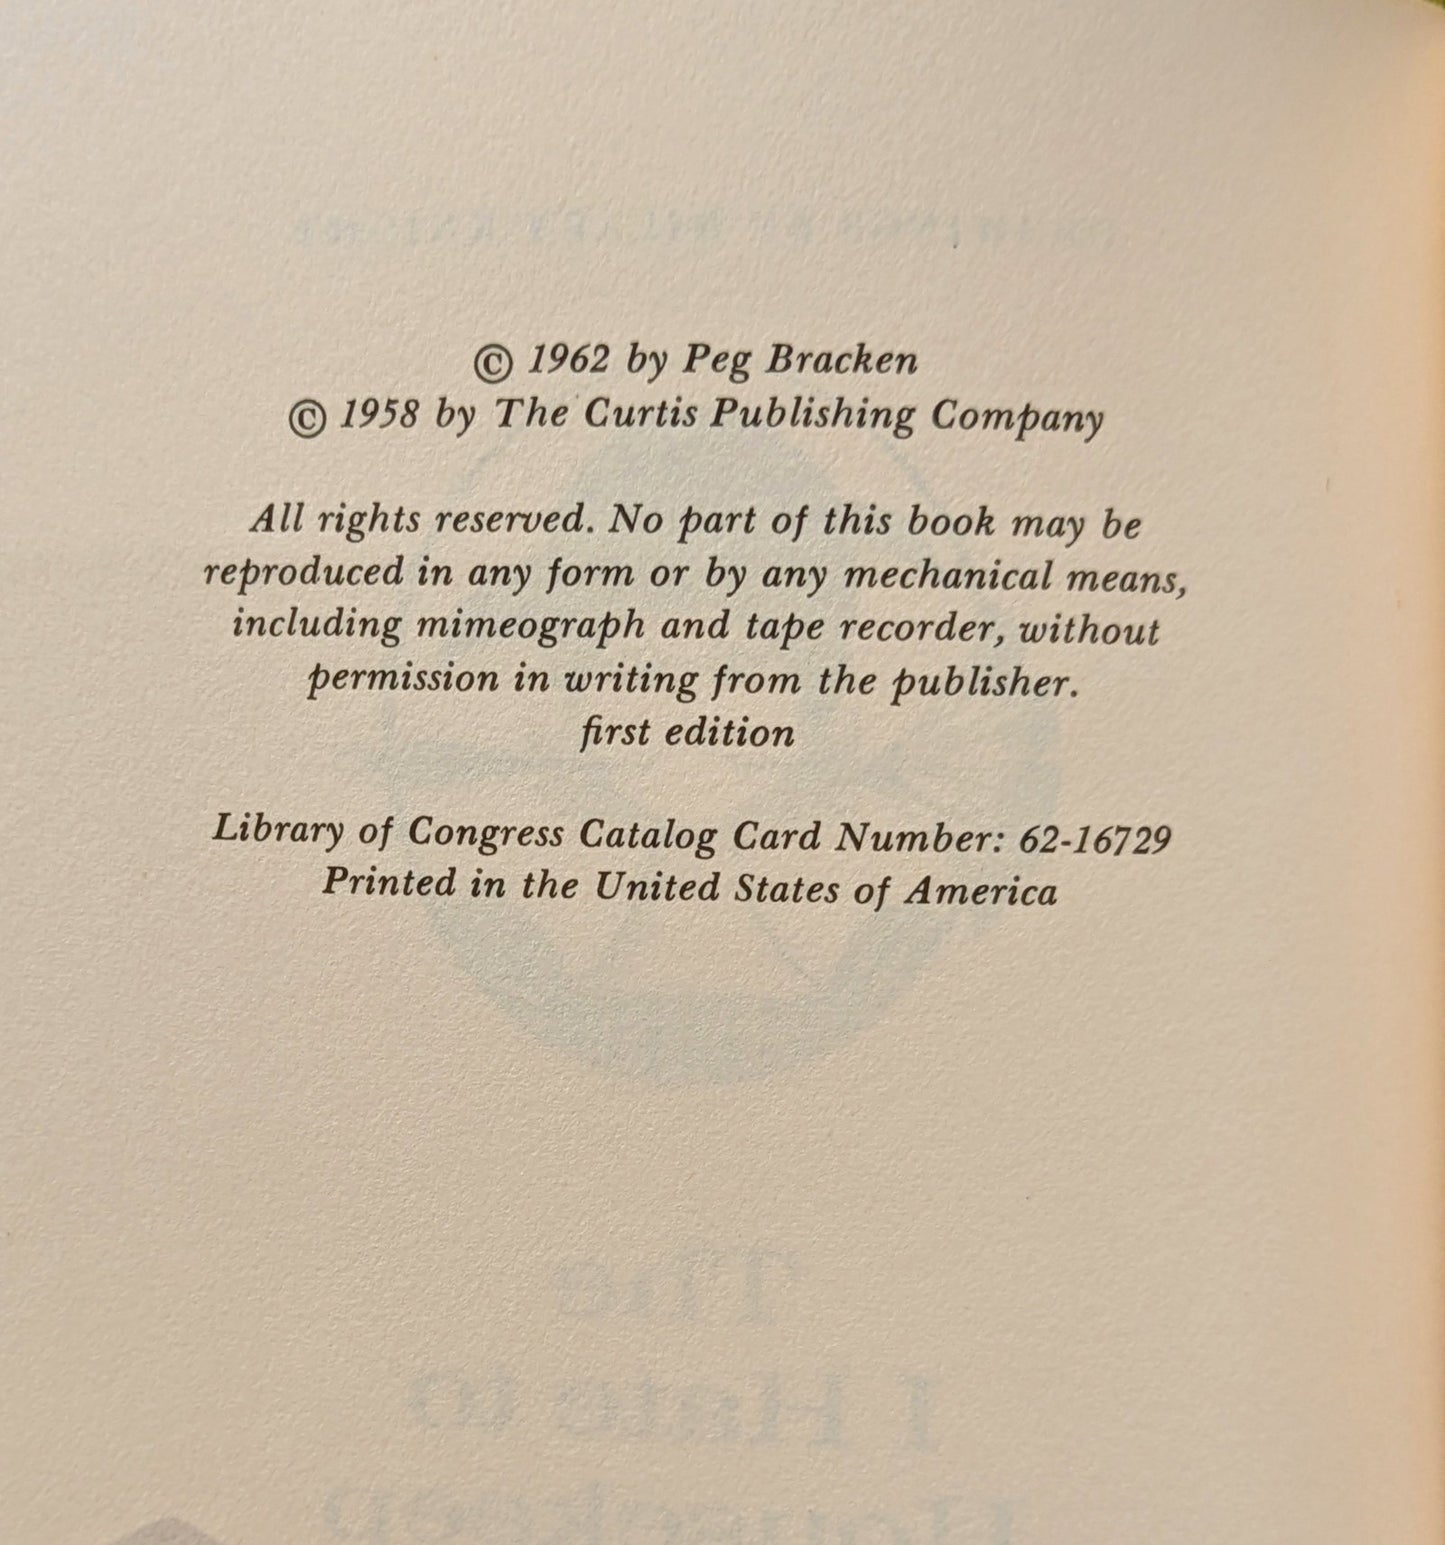 © 1962 by Peg Bracken
© 1958 by The Curtis Publishing Company
All rights reserved. No part of this book may be
reproduced in any form or by any mechanical means,
including mimeograph and tape recorder, without
permission in writing from the publisher.
first edition
Library of Congress Catalog Card Number: 62-16729
Printed in the United States of America
The
I Hate to